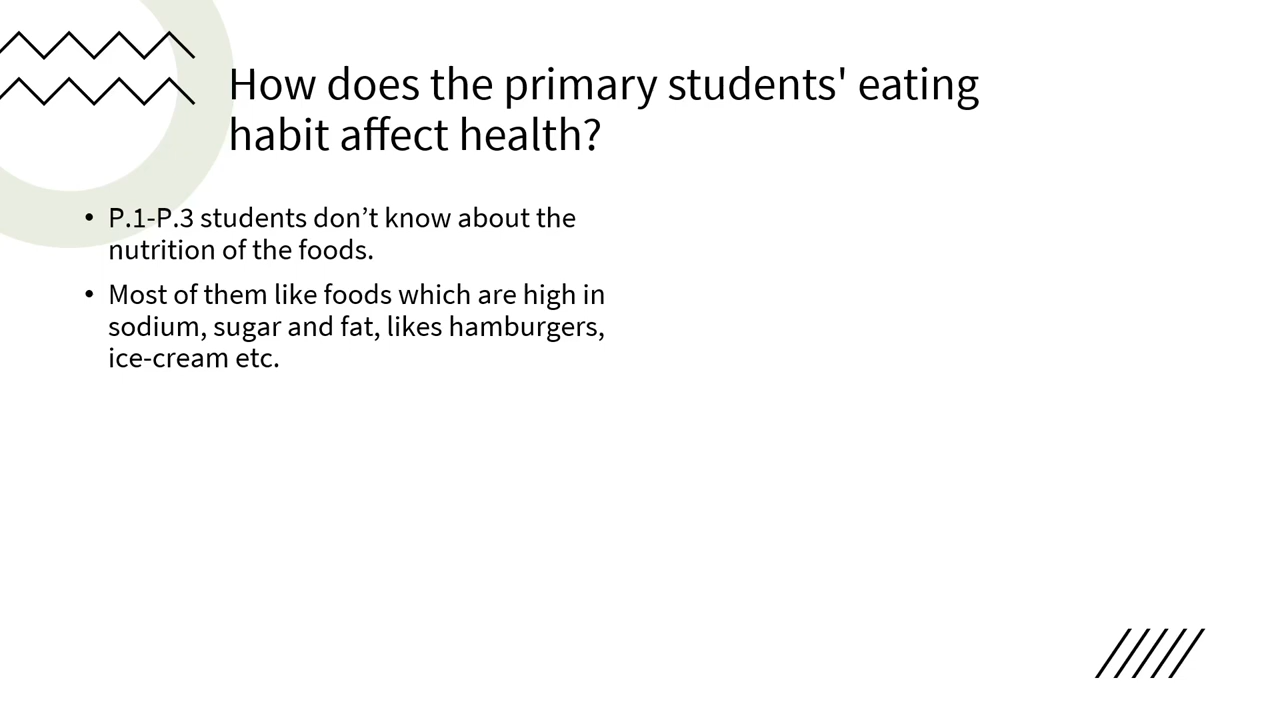 How does the primary students' eating
habit affect health?
• P.1-P.3 students don’t know about the
nutrition of the foods.
• Most of them like foods which are high in
sodium, sugar and fat, likes hamburgers,
ice-cream etc.